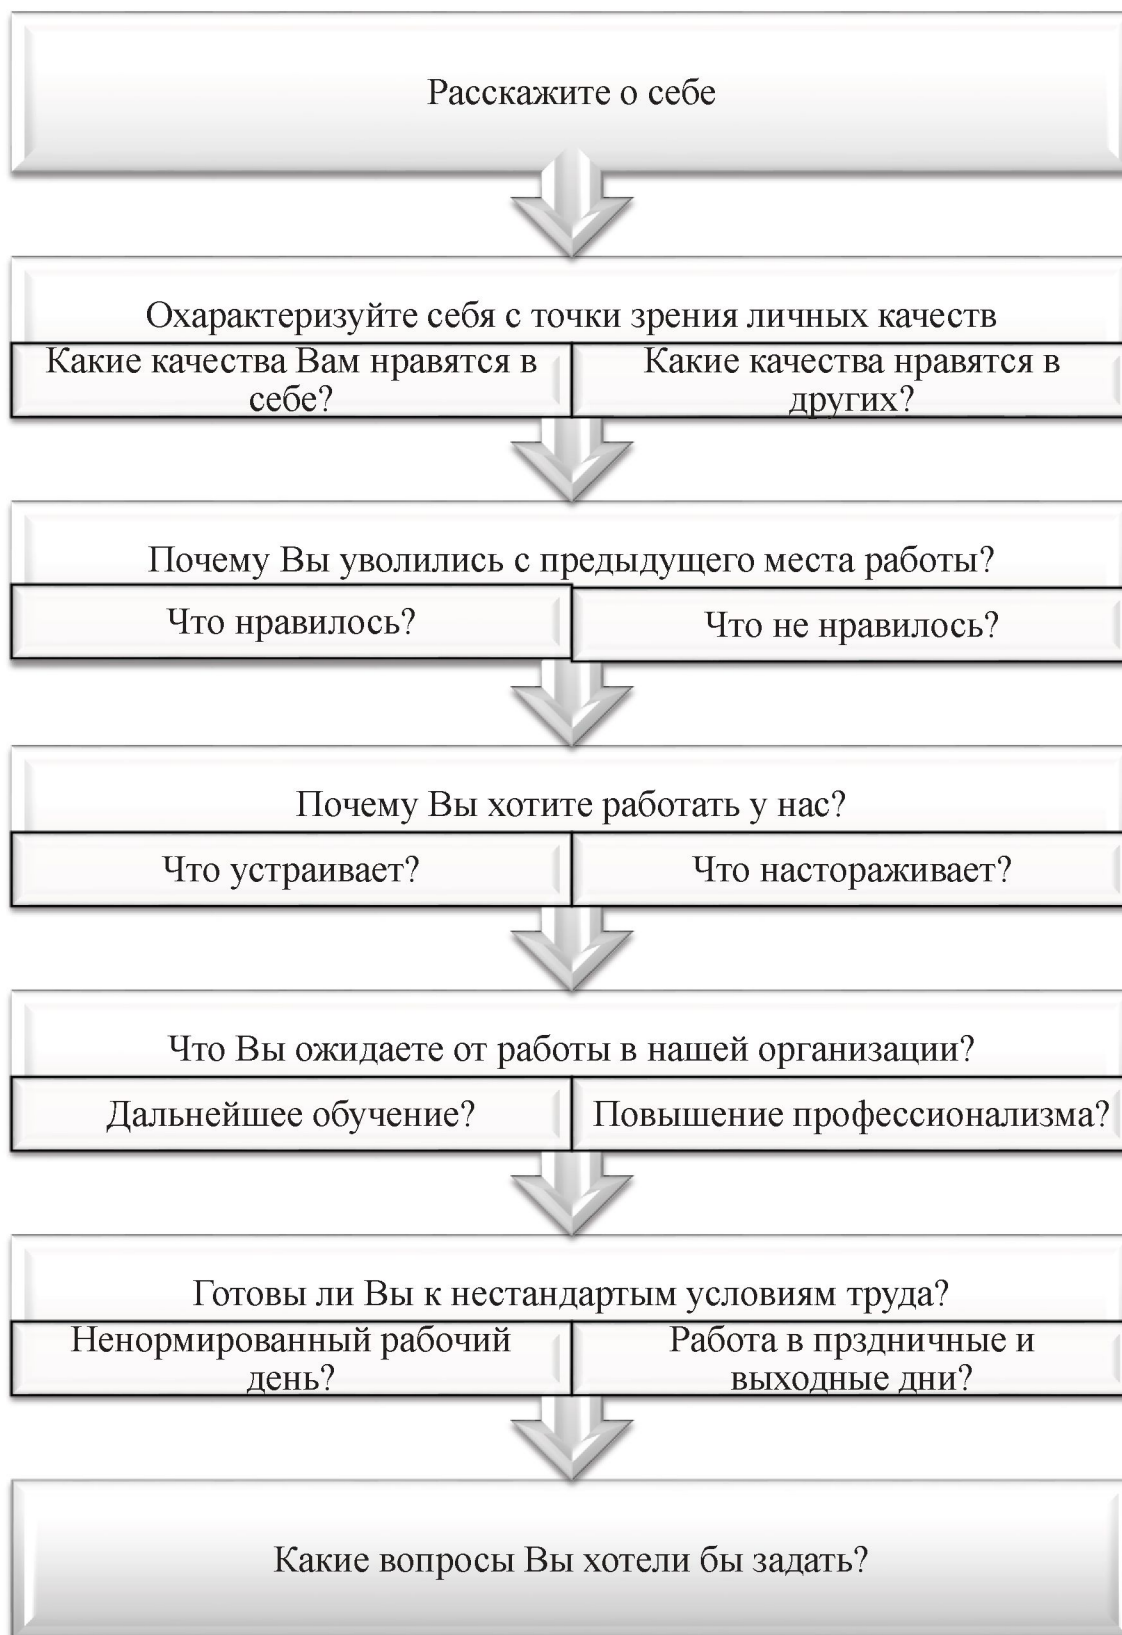 Расскажите о себе
Охарактеризуйте себя с точки зрения личных качеств
Какие качества Вам нравятся в
себе?
Какие качества нравятся в
других?
Почему Вы уволились с предыдущего места работы?
Что нравилось?
Что не нравилось?
Почему Вы хотите работать у нас?
Что устраивает?
Что настораживает?
Что Вы ожидаете от работы в нашей организации?
Дальнейшее обучение?
Повышение профессионализма?
Готовы ли Вы к нестандартым условиям труда?
Ненормированный рабочий
день?
Работа в прздничные и
выходные дни?
Какие вопросы Вы хотели бы задать?